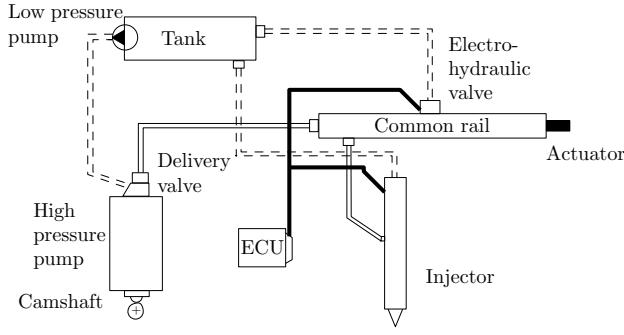 Low pressure
pump
Tank
Electro-
hydraulic
valve
Common rail
Actuator
Delivery
valve
High
pressure
pump
ECU
Injector
Camshaft